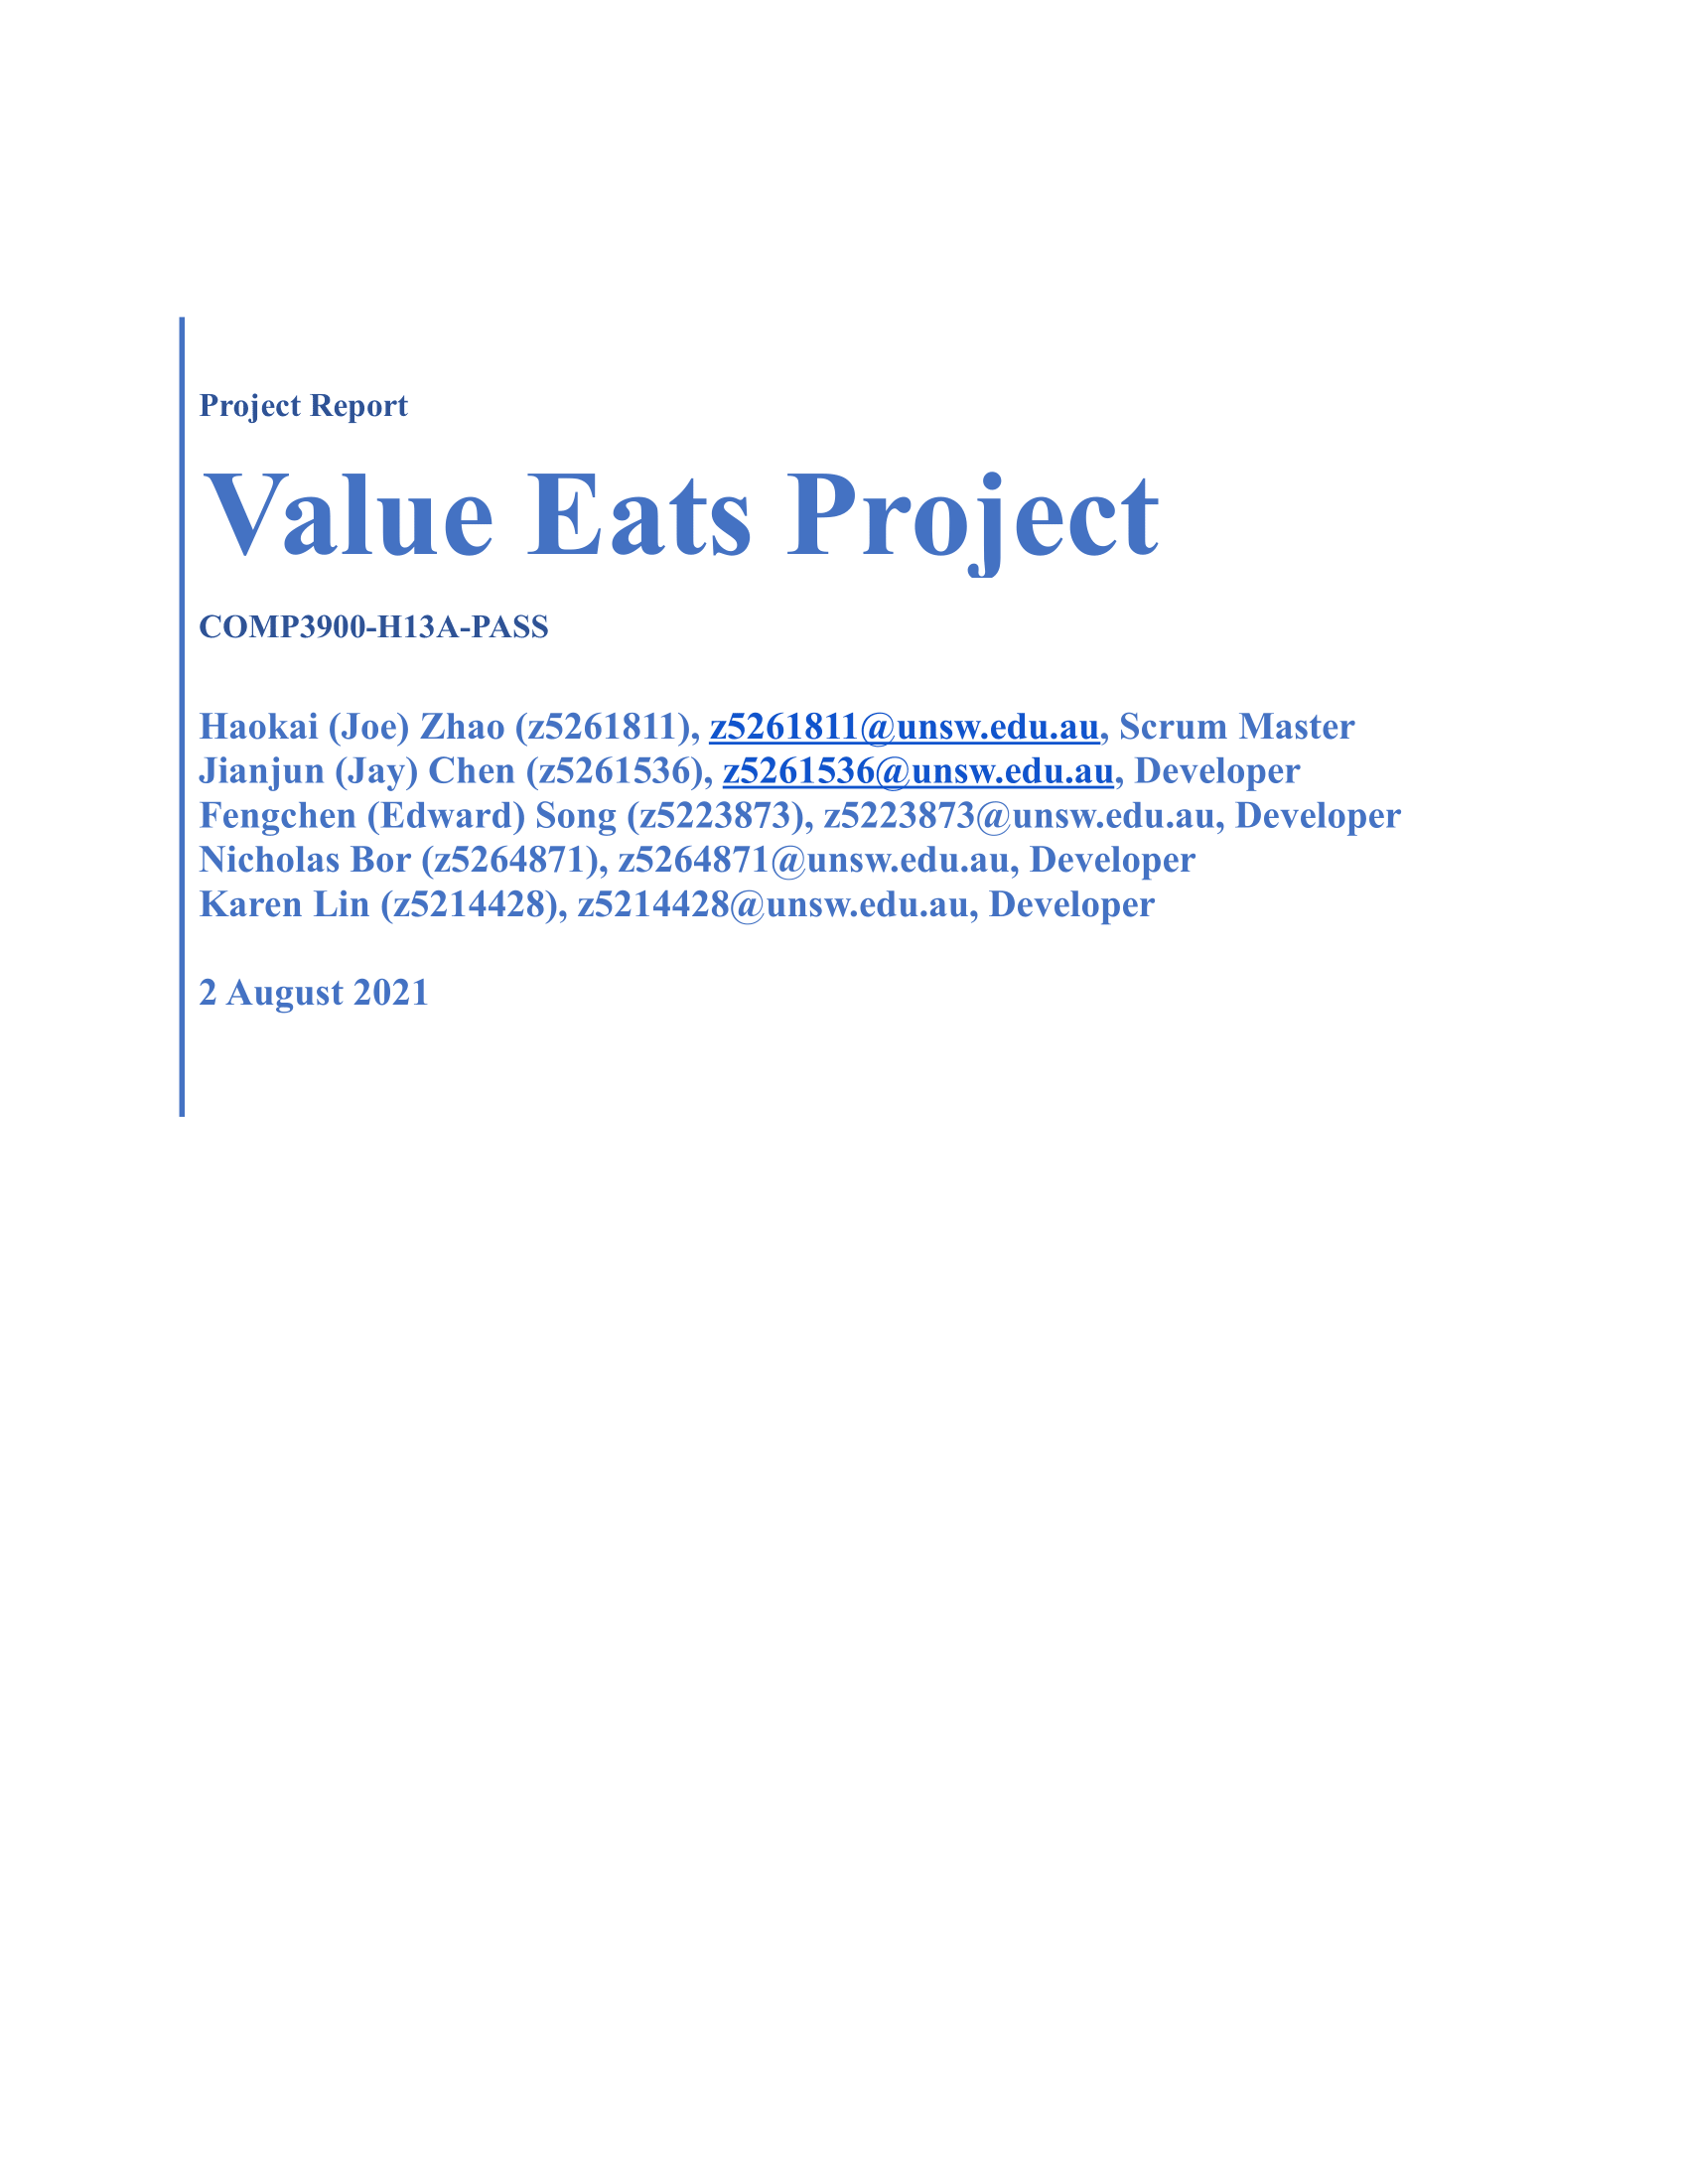 Project Report
Value Eats Project
COMP3900-H13A-PASS
Haokai (Joe) Zhao (z5261811), z5261811@unsw.edu.au, Scrum Master
Jianjun (Jay) Chen (z5261536), z5261536@unsw.edu.au, Developer
Fengchen (Edward) Song (z5223873), z5223873@unsw.edu.au, Developer
Nicholas Bor (z5264871), z5264871@unsw.edu.au, Developer
Karen Lin (z5214428), z5214428@unsw.edu.au, Developer
2 August 2021